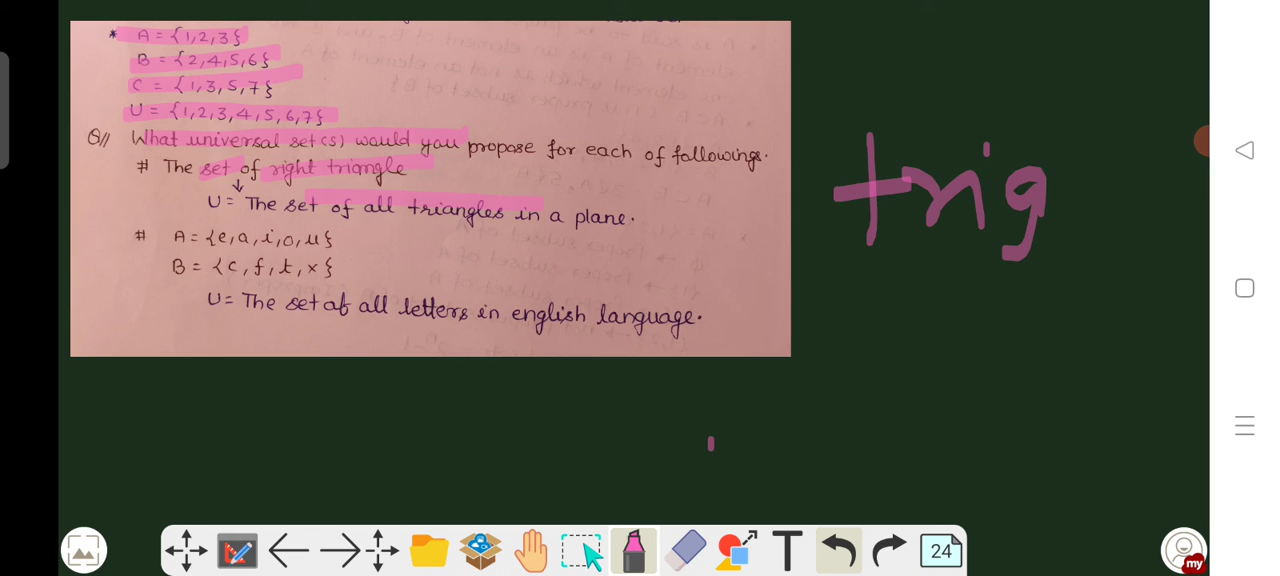 * A = {1,2,3}
B = {2,4,5,6}
C = {1,3,5,7}
U = {1,2,3,4,5,6,7}
Q// What universal set(s) would you propose for each of followings.
# The set of right triangle
↓
U = The set of all triangles in a plane.
# A = {e,a,i,o,u}
B = {c,f,t,x}
U = The set of all letters in english language.
trig
24
my